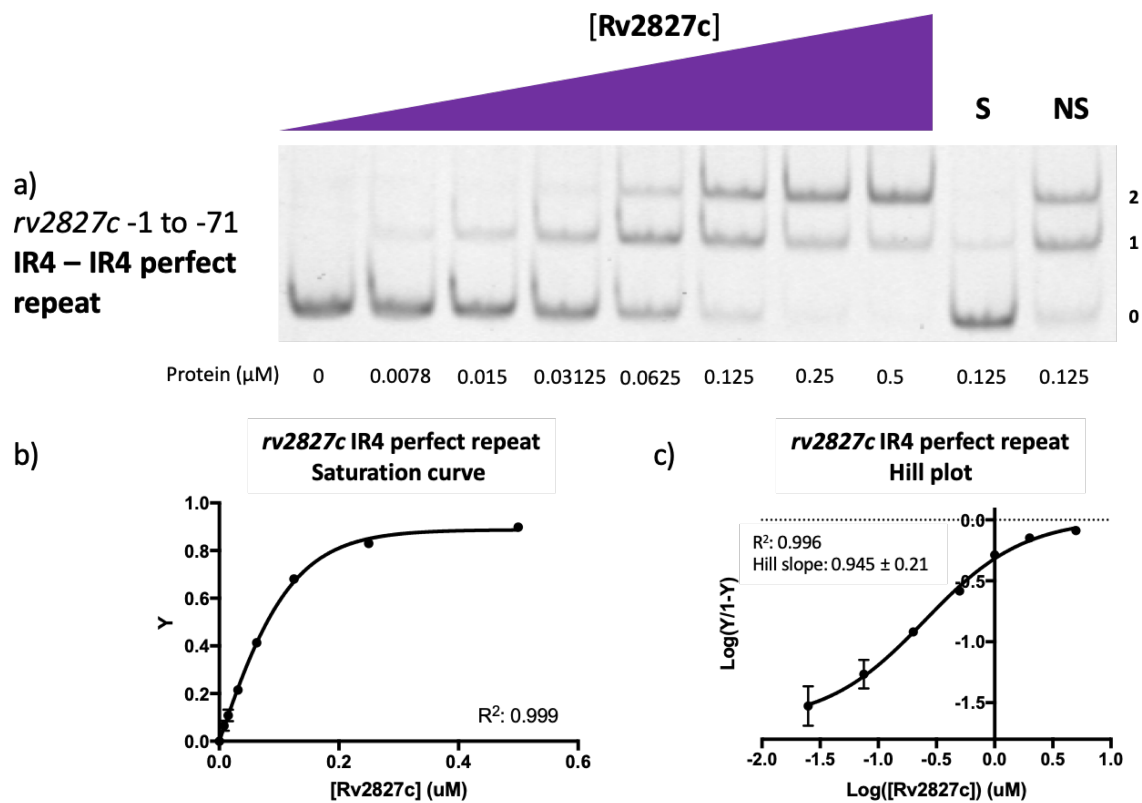 [Rv2827c]
S NS
a)
rv2827c -1 to -71
IR4 – IR4 perfect
repeat
2
1
0
Protein (µM) 0 0.0078 0.015 0.03125 0.0625 0.125 0.25 0.5 0.125 0.125
b)
rv2827c IR4 perfect repeat
Saturation curve
1.0
0.8
0.6
0.4
0.2
0.0
Y
R²: 0.999
0.0 0.2 0.4 0.6
[Rv2827c] (uM)
c)
rv2827c IR4 perfect repeat
Hill plot
R²: 0.996
Hill slope: 0.945 ± 0.21
0.0
-0.5
-1.0
-1.5
Log(Y/1-Y)
-2.0 -1.5 -1.0 -0.5 0.0 0.5 1.0
Log([Rv2827c]) (uM)